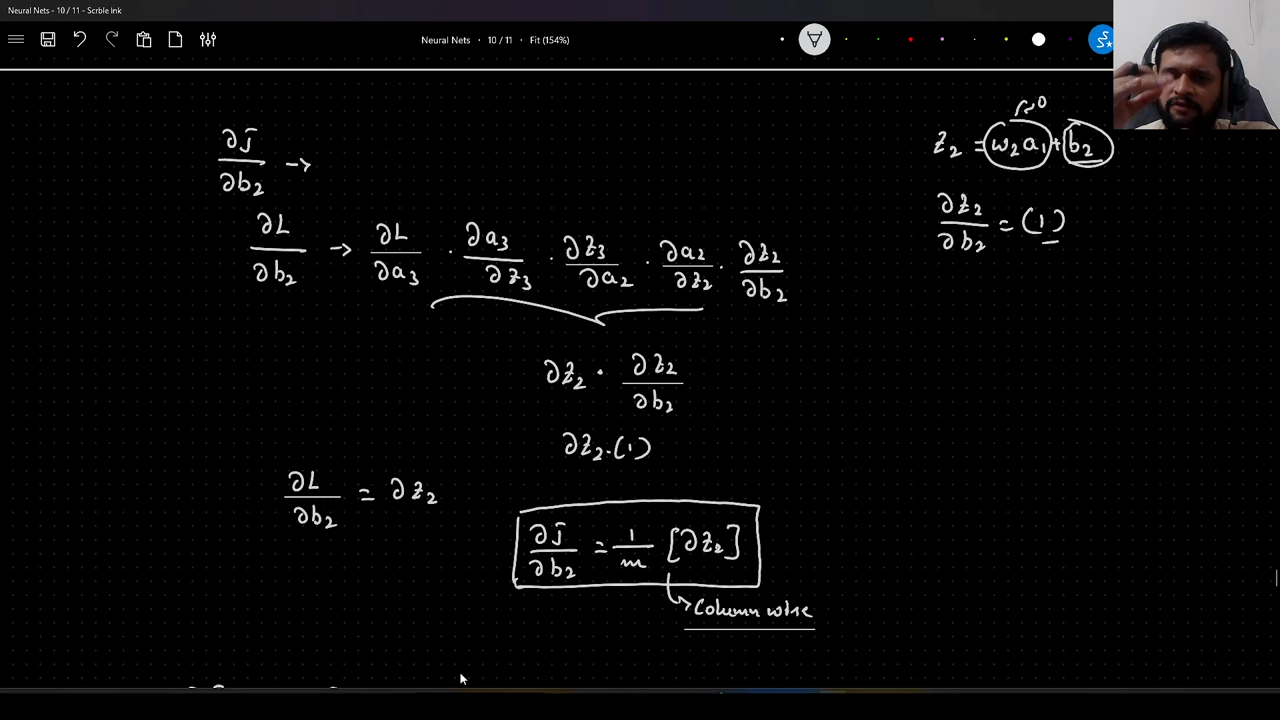 Neural Nets - 10 / 11 - Scrble Ink
Neural Nets · 10 / 11 · Fit (154%)
∂J/∂b₂ →
∂L/∂b₂ → ∂L/∂a₃ · ∂a₃/∂z₃ · ∂z₃/∂a₂ · ∂a₂/∂z₂ · ∂z₂/∂b₂
∂z₂ · ∂z₂/∂b₂
∂z₂ · (1)
∂L/∂b₂ = ∂z₂
∂J/∂b₂ = 1/m [∂z₂]
Column wise
z₂ = w₂a₁ + b₂
∂z₂/∂b₂ = (1)